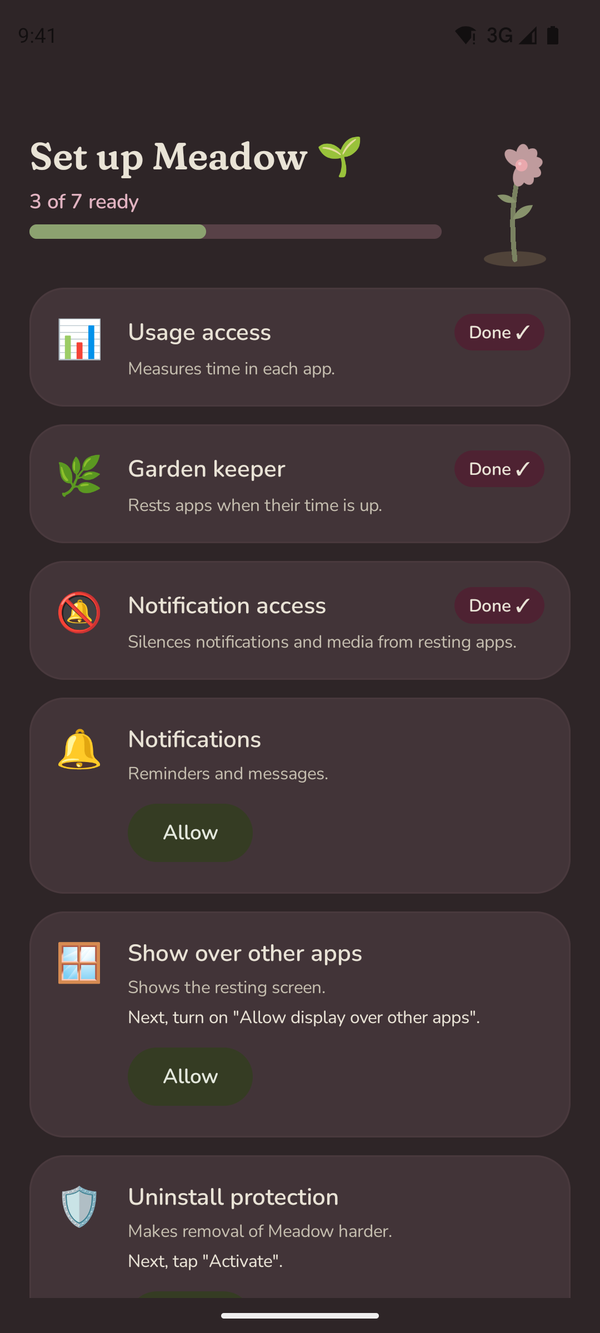 9:41
3G
Set up Meadow 🌱
3 of 7 ready
Usage access
Done ✓
Measures time in each app.
Garden keeper
Done ✓
Rests apps when their time is up.
Notification access
Done ✓
Silences notifications and media from resting apps.
Notifications
Reminders and messages.
Allow
Show over other apps
Shows the resting screen.
Next, turn on "Allow display over other apps".
Allow
Uninstall protection
Makes removal of Meadow harder.
Next, tap "Activate".